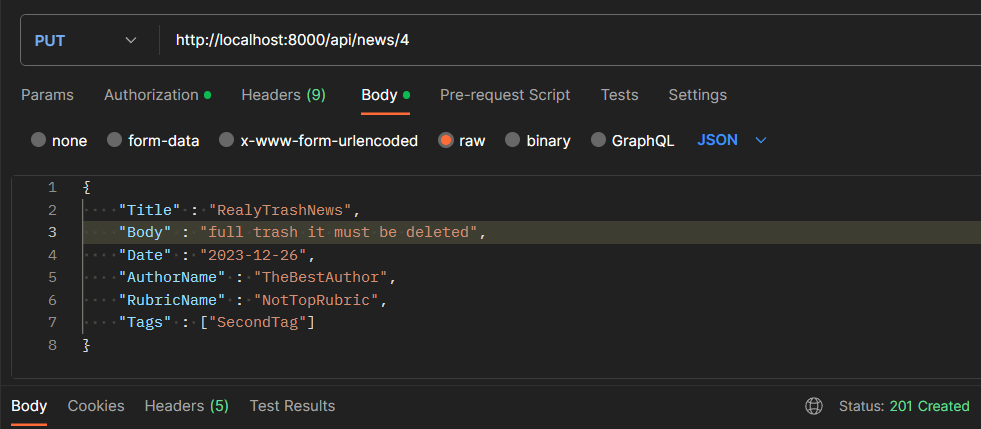 PUT http://localhost:8000/api/news/4
Params Authorization Headers (9) Body Pre-request Script Tests Settings
none form-data x-www-form-urlencoded raw binary GraphQL JSON
1 {
2 ····"Title"·:·"RealyTrashNews",
3 ····"Body"·:·"full·trash·it·must·be·deleted",
4 ····"Date"·:·"2023-12-26",
5 ····"AuthorName"·:·"TheBestAuthor",
6 ····"RubricName"·:·"NotTopRubric",
7 ····"Tags"·:·["SecondTag"]
8 }
Body Cookies Headers (5) Test Results Status: 201 Created